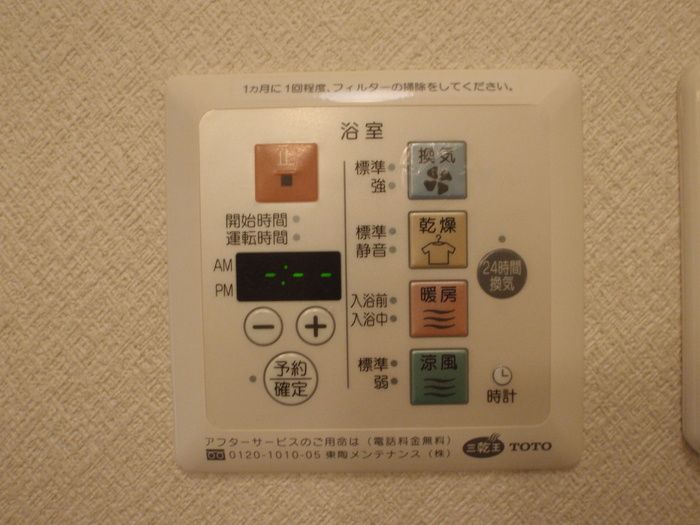 1ヵ月に1回程度、フィルターの掃除をしてください。
浴室
止
開始時間
運転時間
AM
-:--
PM
− +
予約
確定
標準
強
換気
標準
静音
乾燥
入浴前
入浴中
暖房
標準
弱
涼風
24時間
換気
時計
アフターサービスのご用命は（電話料金無料）
0120-1010-05 東陶メンテナンス（株）
三乾王 TOTO